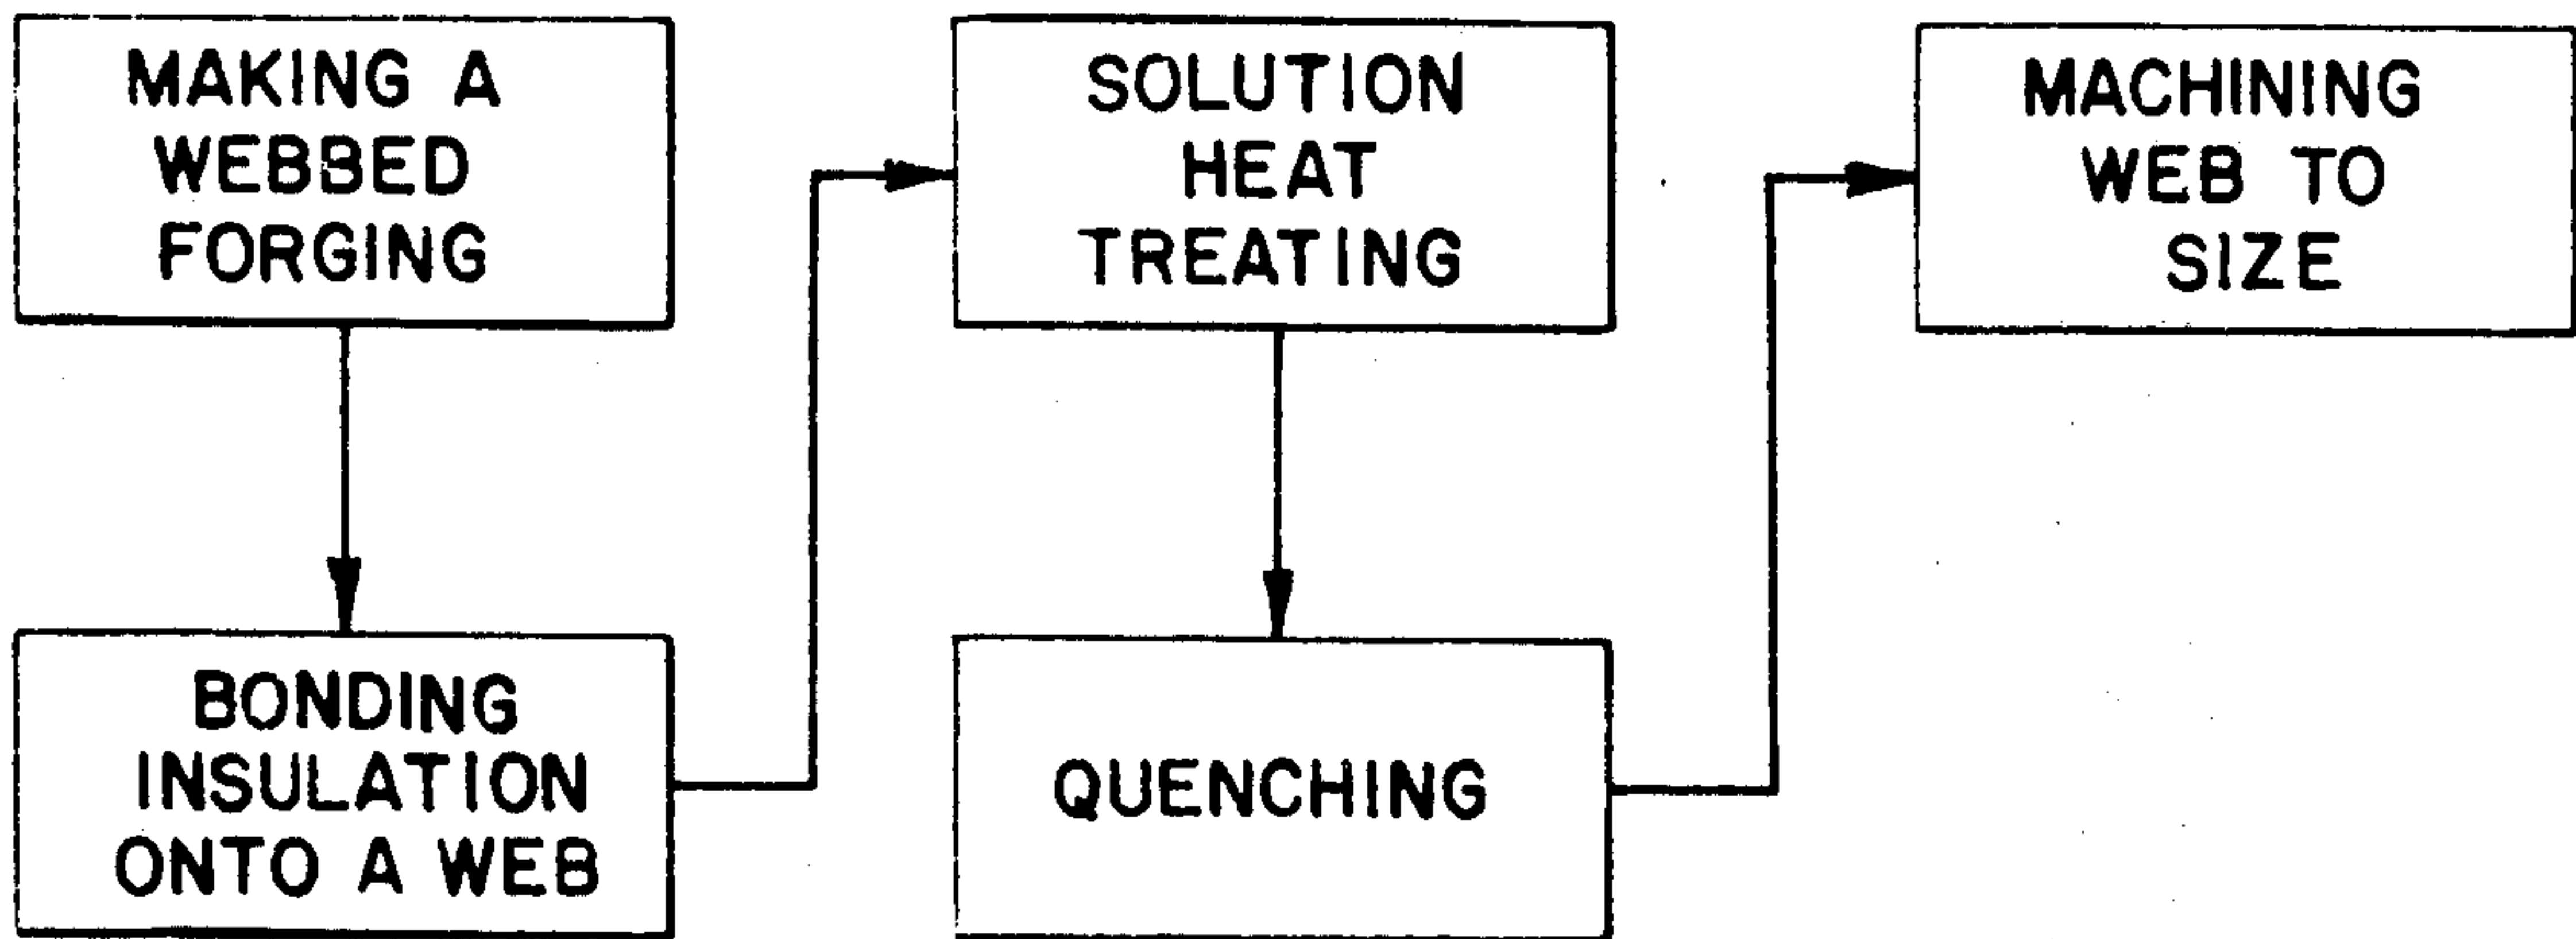 MAKING A
WEBBED
FORGING
BONDING
INSULATION
ONTO A WEB
SOLUTION
HEAT
TREATING
QUENCHING
MACHINING
WEB TO
SIZE